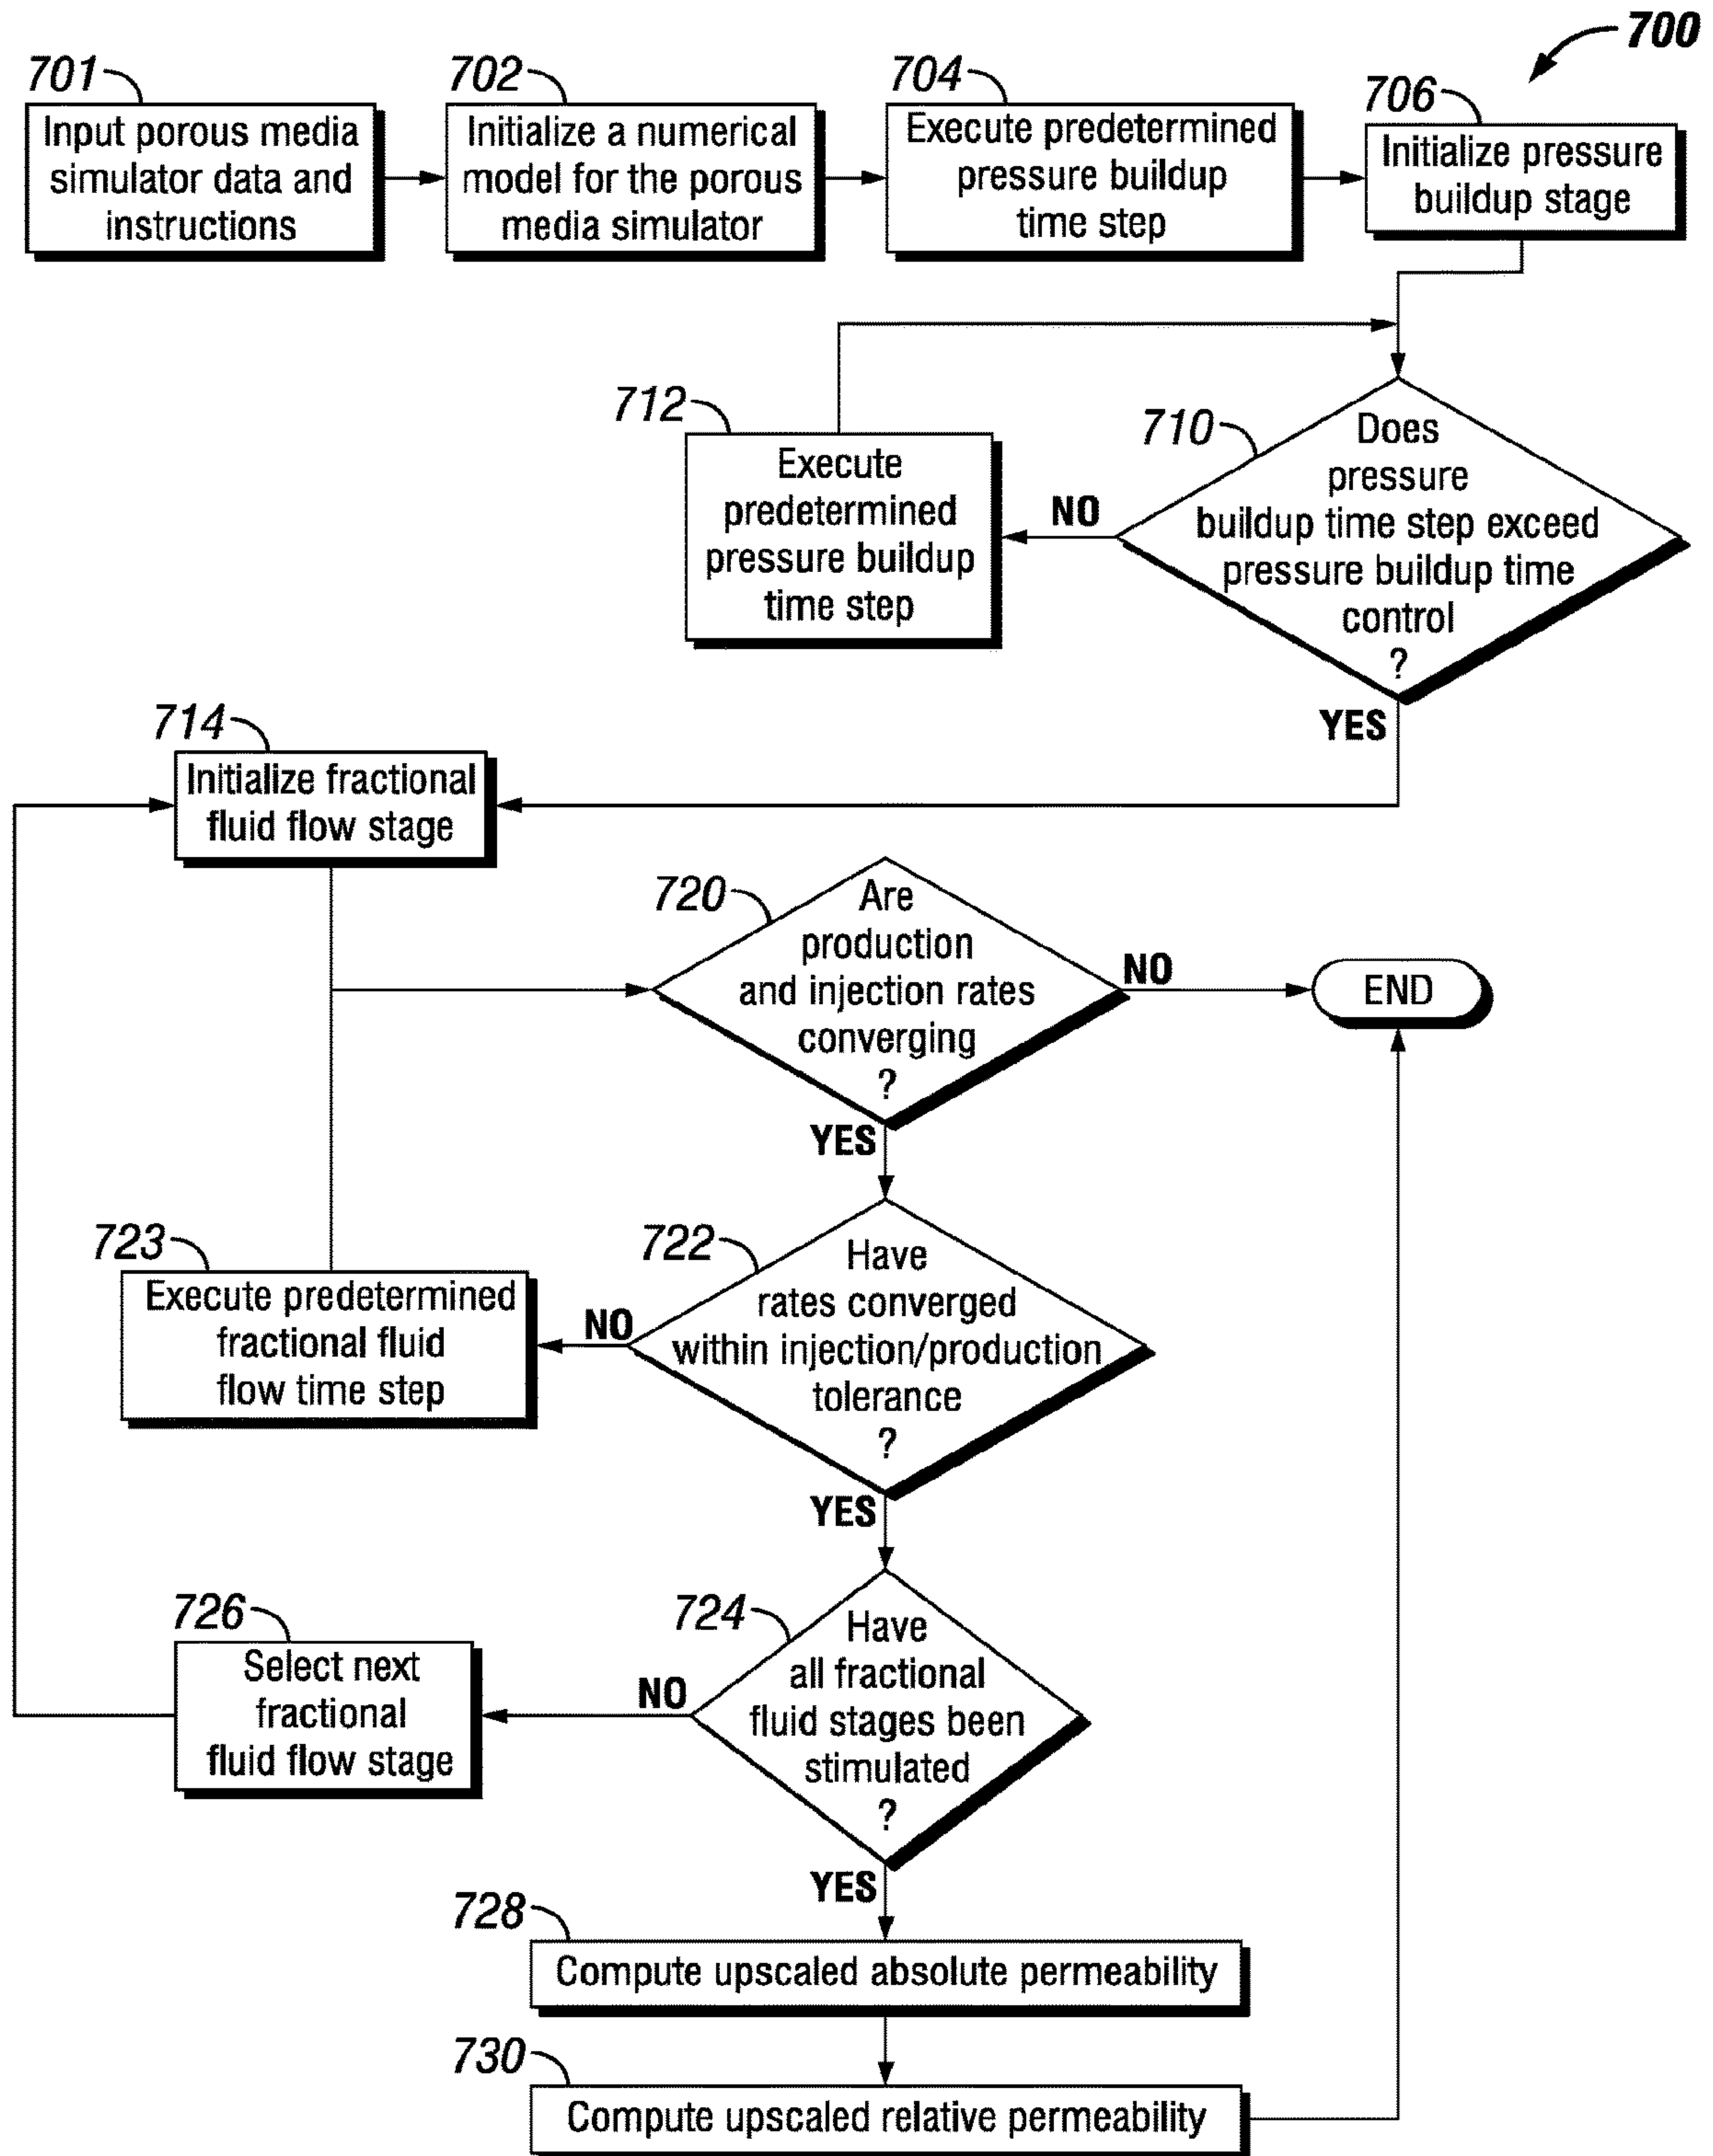 700
701
Input porous media
simulator data and
instructions
702
Initialize a numerical
model for the porous
media simulator
704
Execute predetermined
pressure buildup
time step
706
Initialize pressure
buildup stage
712
Execute
predetermined
pressure buildup
time step
710
Does
pressure
buildup time step exceed
pressure buildup time
control
?
NO
YES
714
Initialize fractional
fluid flow stage
720
Are
production
and injection rates
converging
?
NO
END
YES
723
Execute predetermined
fractional fluid
flow time step
NO
722
Have
rates converged
within injection/production
tolerance
?
YES
726
Select next
fractional
fluid flow stage
NO
724
Have
all fractional
fluid stages been
stimulated
?
YES
728
Compute upscaled absolute permeability
730
Compute upscaled relative permeability